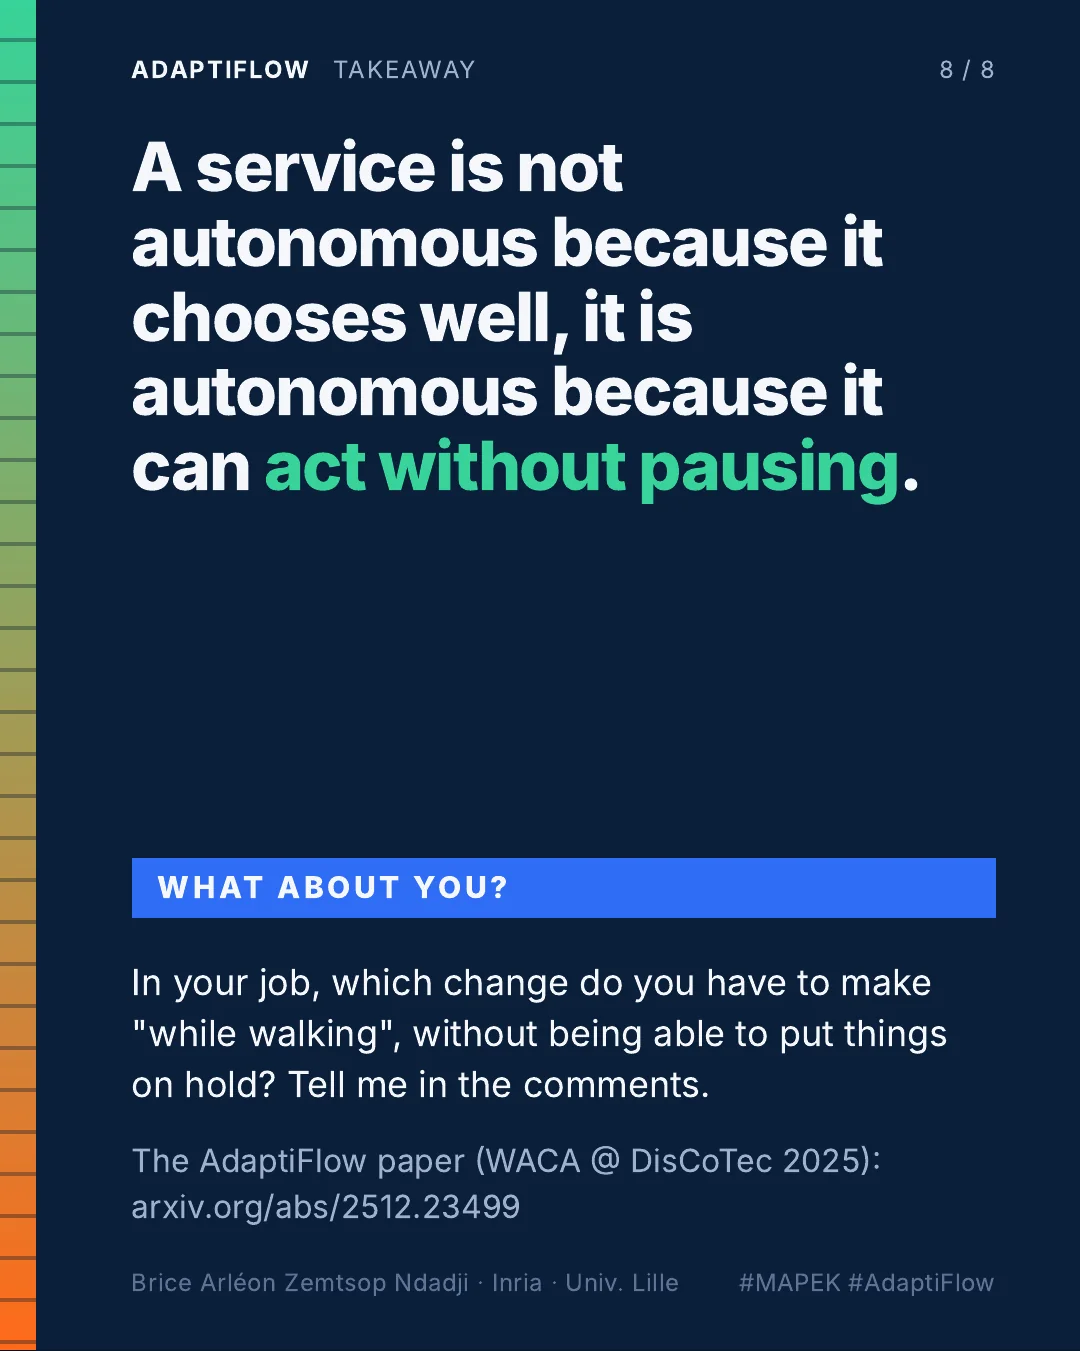 ADAPTIFLOW TAKEAWAY 8 / 8
A service is not
autonomous because it
chooses well, it is
autonomous because it
can act without pausing.
WHAT ABOUT YOU?
In your job, which change do you have to make
"while walking", without being able to put things
on hold? Tell me in the comments.
The AdaptiFlow paper (WACA @ DisCoTec 2025):
arxiv.org/abs/2512.23499
Brice Arléon Zemtsop Ndadji · Inria · Univ. Lille #MAPEK #AdaptiFlow